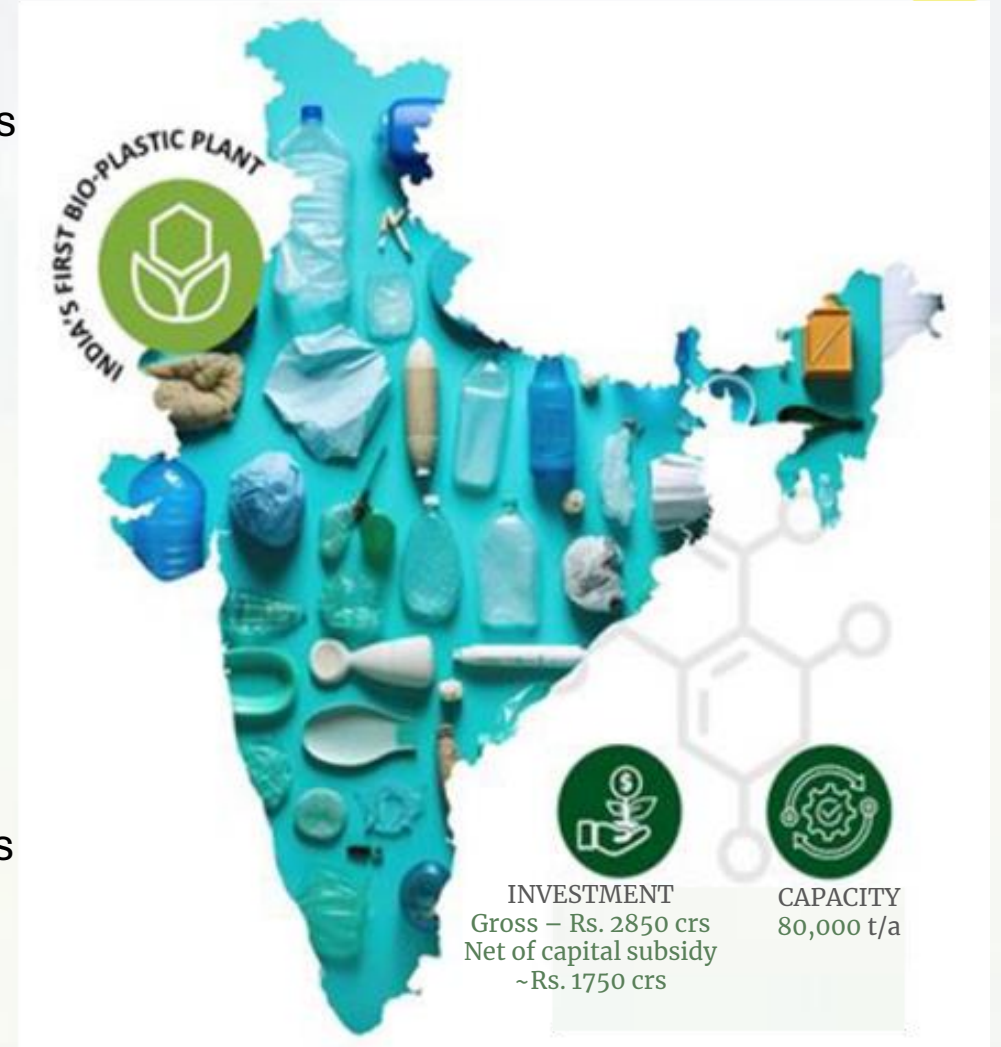 s
INDIA'S FIRST BIO-PLASTIC PLANT
s
INVESTMENT
Gross – Rs. 2850 crs
Net of capital subsidy
~Rs. 1750 crs
CAPACITY
80,000 t/a